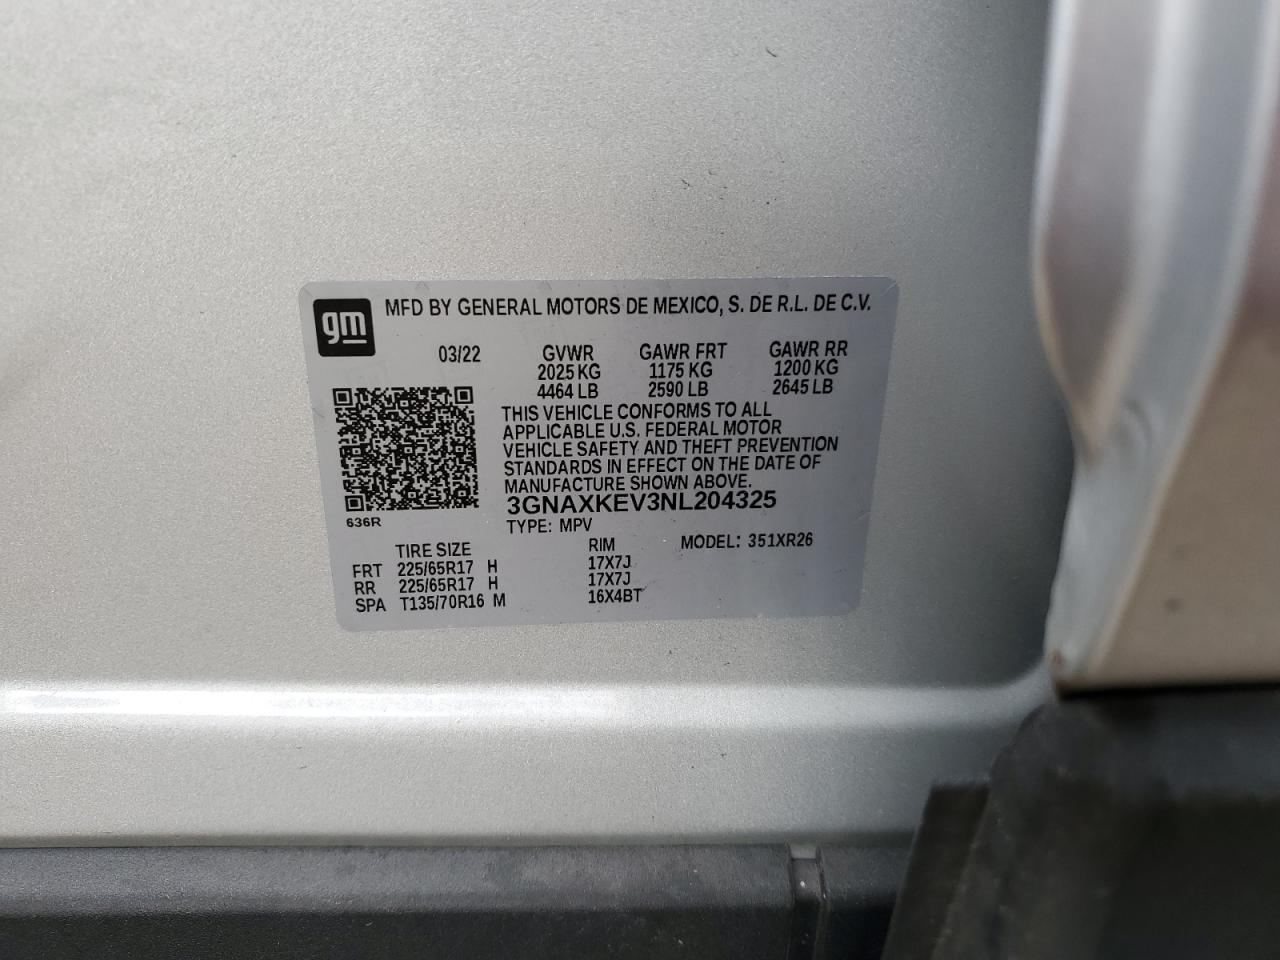 gm
MFD BY GENERAL MOTORS DE MEXICO, S. DE R.L. DE C.V.
03/22 GVWR GAWR FRT GAWR RR
2025 KG 1175 KG 1200 KG
4464 LB 2590 LB 2645 LB
THIS VEHICLE CONFORMS TO ALL
APPLICABLE U.S. FEDERAL MOTOR
VEHICLE SAFETY AND THEFT PREVENTION
STANDARDS IN EFFECT ON THE DATE OF
MANUFACTURE SHOWN ABOVE.
3GNAXKEV3NL204325
636R
TYPE: MPV
MODEL: 351XR26
TIRE SIZE RIM
FRT 225/65R17 H 17X7J
RR 225/65R17 H 17X7J
SPA T135/70R16 M 16X4BT